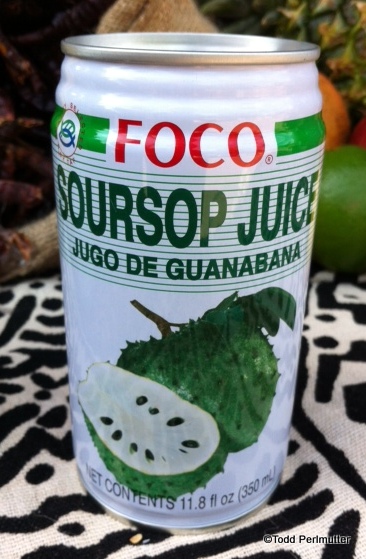 FOCO®
SOURSOP JUICE
JUGO DE GUANABANA
NET CONTENTS 11.8 fl oz (350 mL)
©Todd Perlmutter